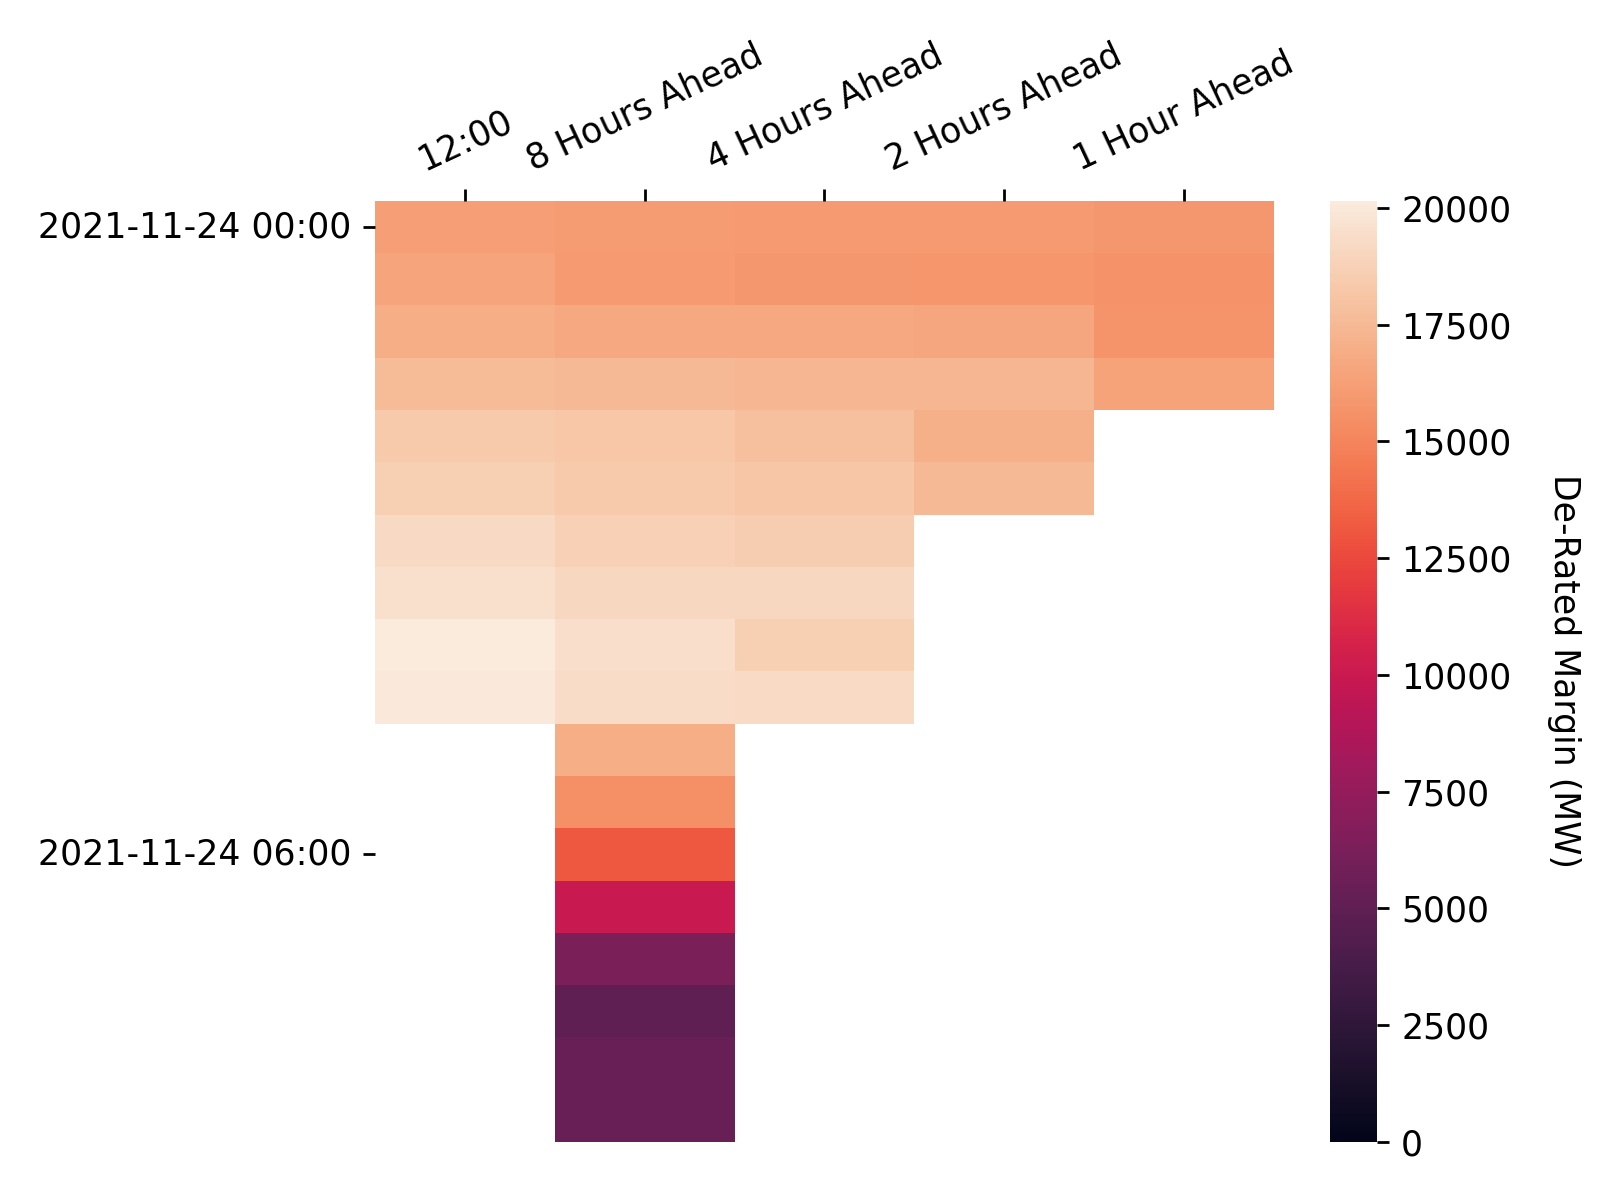 12:00
8 Hours Ahead
4 Hours Ahead
2 Hours Ahead
1 Hour Ahead
2021-11-24 00:00
2021-11-24 06:00
20000
17500
15000
12500
10000
7500
5000
2500
0
De-Rated Margin (MW)